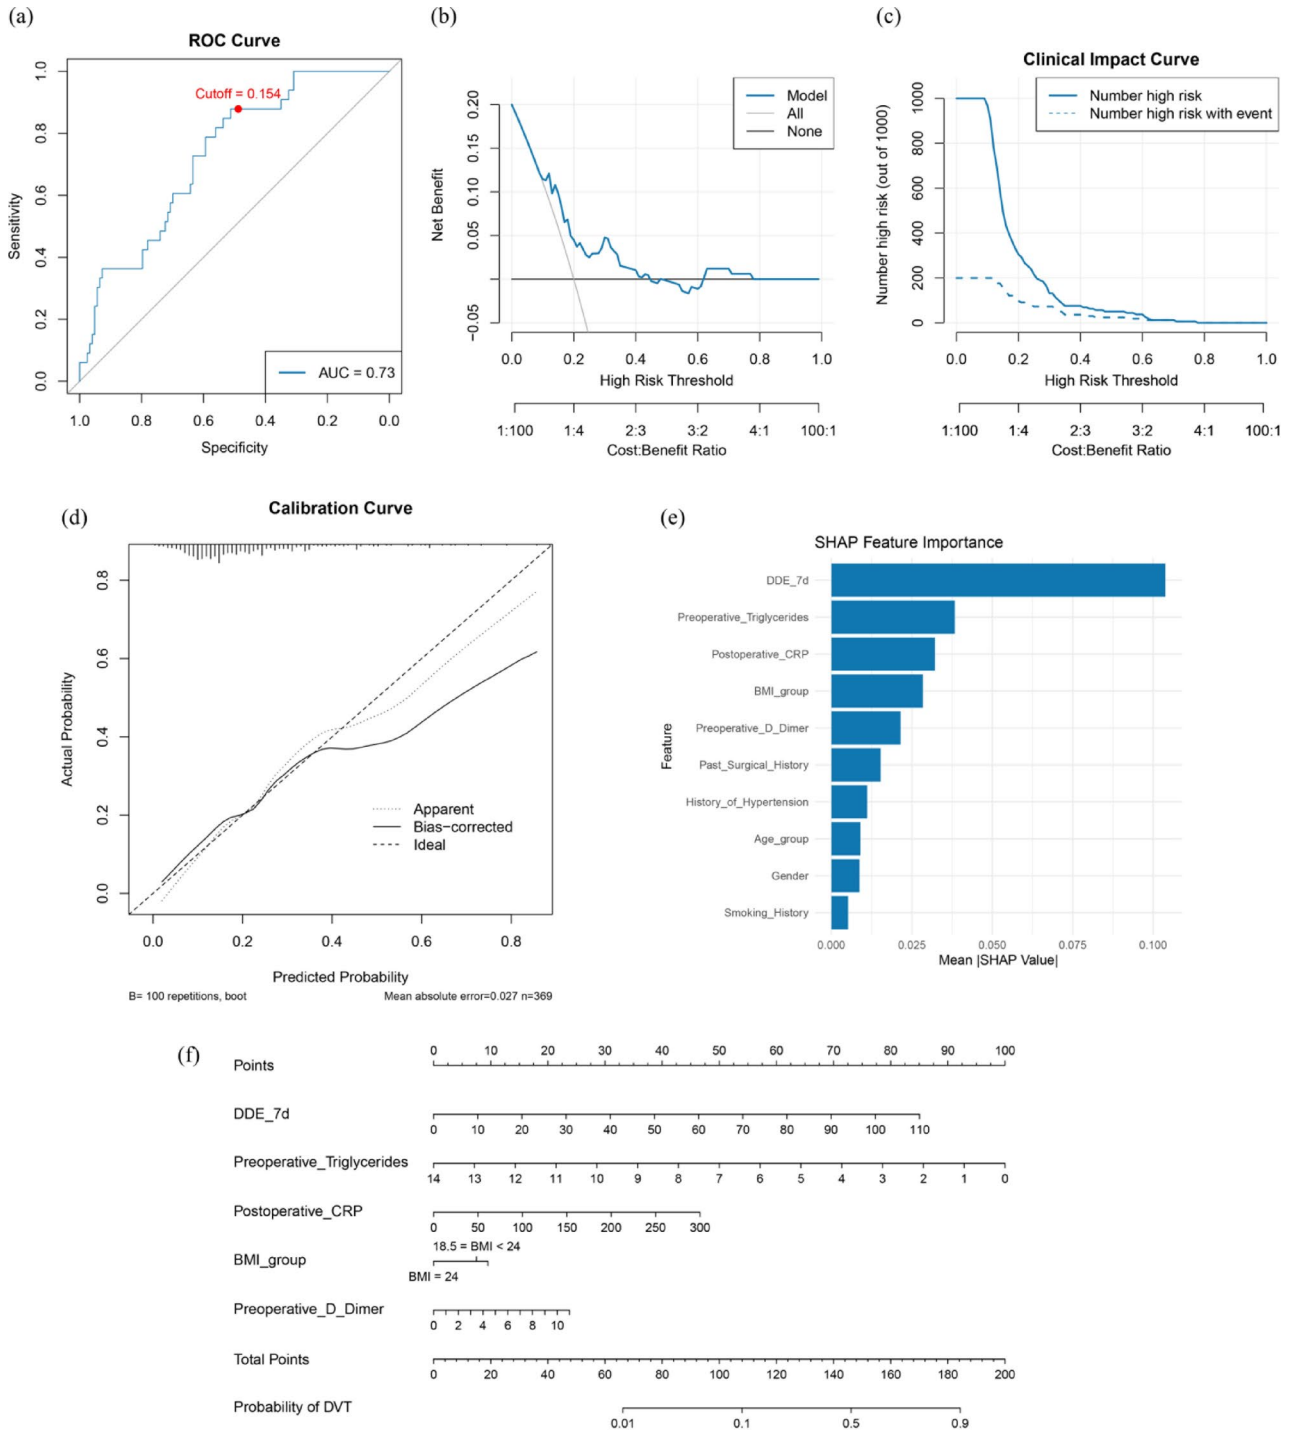 (a)
ROC Curve
Cutoff = 0.154
AUC = 0.73
Sensitivity
0.0 0.2 0.4 0.6 0.8 1.0
1.0 0.8 0.6 0.4 0.2 0.0
Specificity
(b)
Model
All
None
Net Benefit
−0.05 0.05 0.10 0.15 0.20
0.0 0.2 0.4 0.6 0.8 1.0
High Risk Threshold
1:100 1:4 2:3 3:2 4:1 100:1
Cost:Benefit Ratio
(c)
Clinical Impact Curve
Number high risk
Number high risk with event
Number high risk (out of 1000)
0 200 400 600 800 1000
0.0 0.2 0.4 0.6 0.8 1.0
High Risk Threshold
1:100 1:4 2:3 3:2 4:1 100:1
Cost:Benefit Ratio
(d)
Calibration Curve
Actual Probability
0.0 0.2 0.4 0.6 0.8
Apparent
Bias−corrected
Ideal
0.0 0.2 0.4 0.6 0.8
Predicted Probability
B= 100 repetitions, boot
Mean absolute error=0.027 n=369
(e)
SHAP Feature Importance
Feature
DDE_7d
Preoperative_Triglycerides
Postoperative_CRP
BMI_group
Preoperative_D_Dimer
Past_Surgical_History
History_of_Hypertension
Age_group
Gender
Smoking_History
0.000 0.025 0.050 0.075 0.100
Mean |SHAP Value|
(f)
0 10 20 30 40 50 60 70 80 90 100
Points
DDE_7d
0 10 20 30 40 50 60 70 80 90 100 110
Preoperative_Triglycerides
14 13 12 11 10 9 8 7 6 5 4 3 2 1 0
Postoperative_CRP
0 50 100 150 200 250 300
18.5 = BMI < 24
BMI_group
BMI = 24
Preoperative_D_Dimer
0 2 4 6 8 10
Total Points
0 20 40 60 80 100 120 140 160 180 200
Probability of DVT
0.01 0.1 0.5 0.9